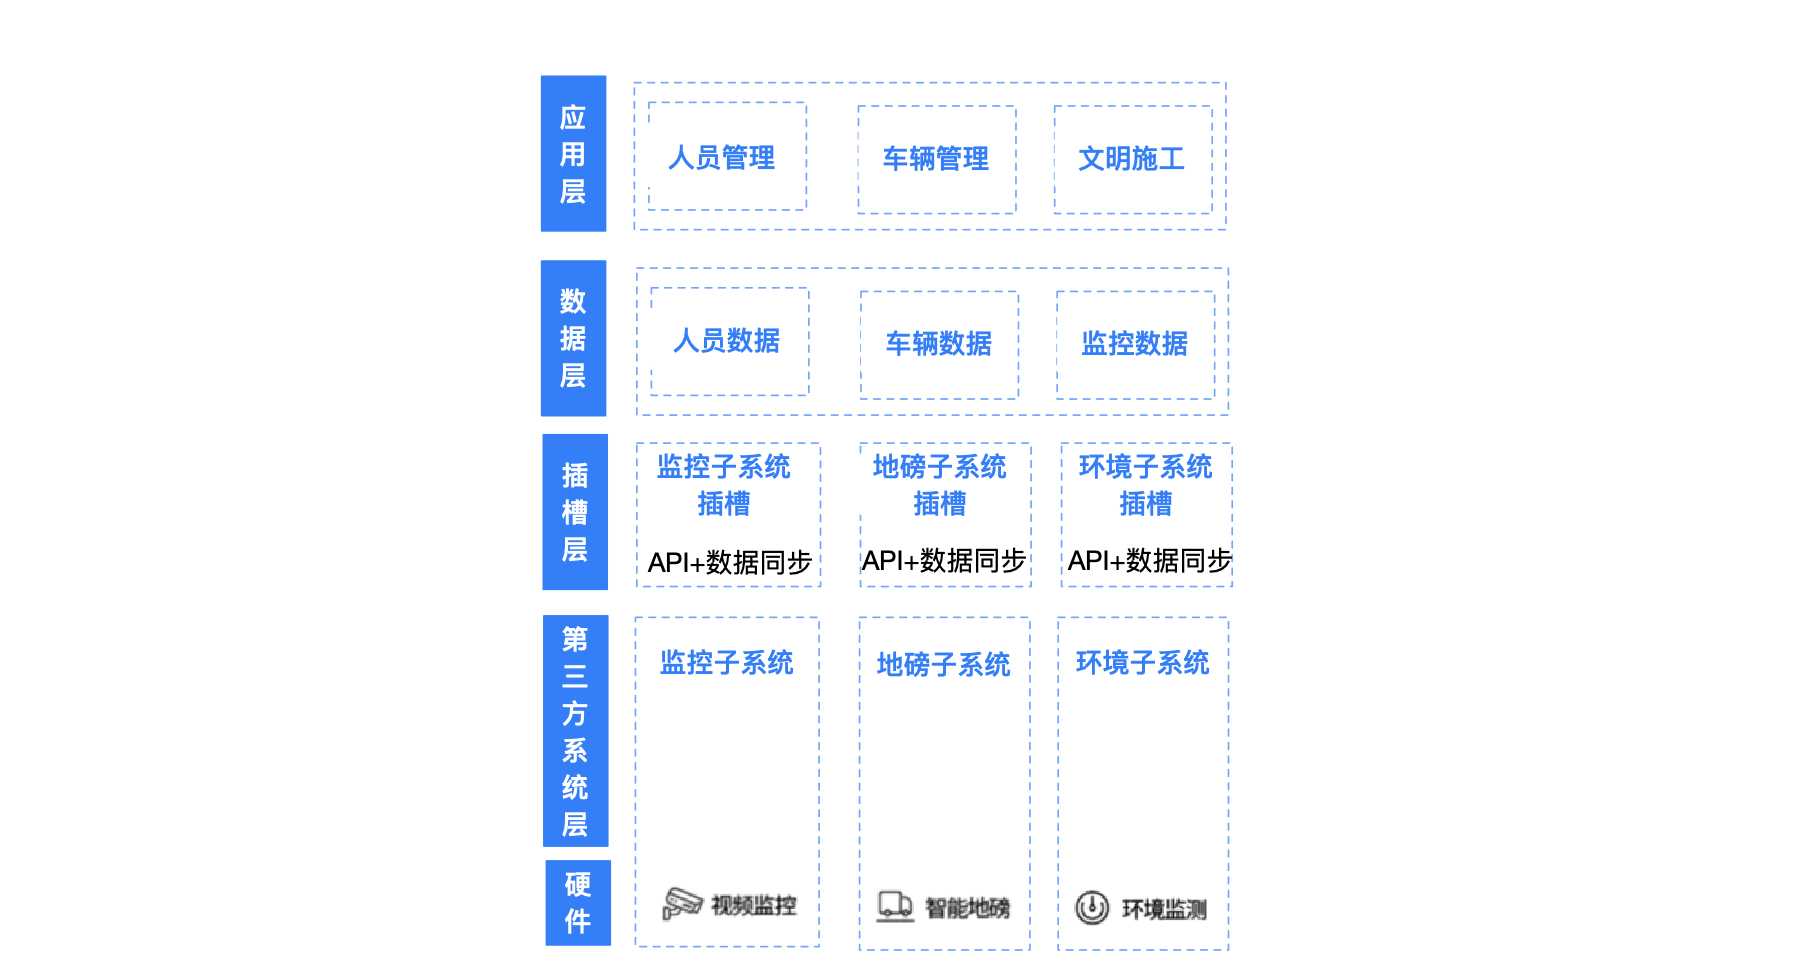 应用层
人员管理
车辆管理
文明施工
数据层
人员数据
车辆数据
监控数据
插槽层
监控子系统
插槽
API+数据同步
地磅子系统
插槽
API+数据同步
环境子系统
插槽
API+数据同步
第三方系统层
监控子系统
地磅子系统
环境子系统
硬件
视频监控
智能地磅
环境监测